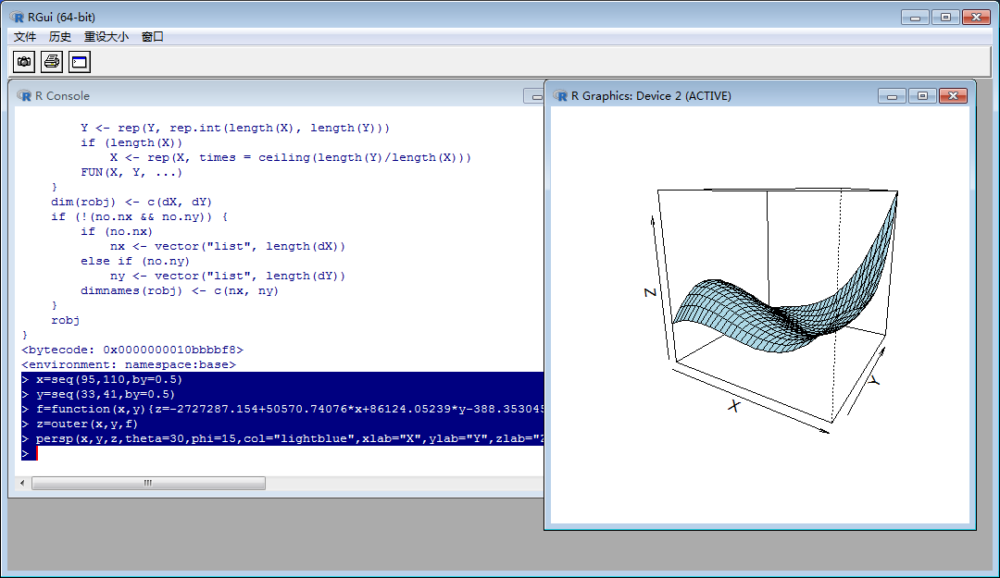 RGui (64-bit)
文件 历史 重设大小 窗口
R Console
Y <- rep(Y, rep.int(length(X), length(Y)))
if (length(X))
X <- rep(X, times = ceiling(length(Y)/length(X)))
FUN(X, Y, ...)
}
dim(robj) <- c(dX, dY)
if (!(no.nx && no.ny)) {
if (no.nx)
nx <- vector("list", length(dX))
else if (no.ny)
ny <- vector("list", length(dY))
dimnames(robj) <- c(nx, ny)
}
robj
}
<bytecode: 0x0000000010bbbbf8>
<environment: namespace:base>
> x=seq(95,110,by=0.5)
> y=seq(33,41,by=0.5)
> f=function(x,y){z=-2727287.154+50570.74076*x+86124.05239*y-388.353045
> z=outer(x,y,f)
> persp(x,y,z,theta=30,phi=15,col="lightblue",xlab="X",ylab="Y",zlab="Z
>
R Graphics: Device 2 (ACTIVE)
Z
X
Y